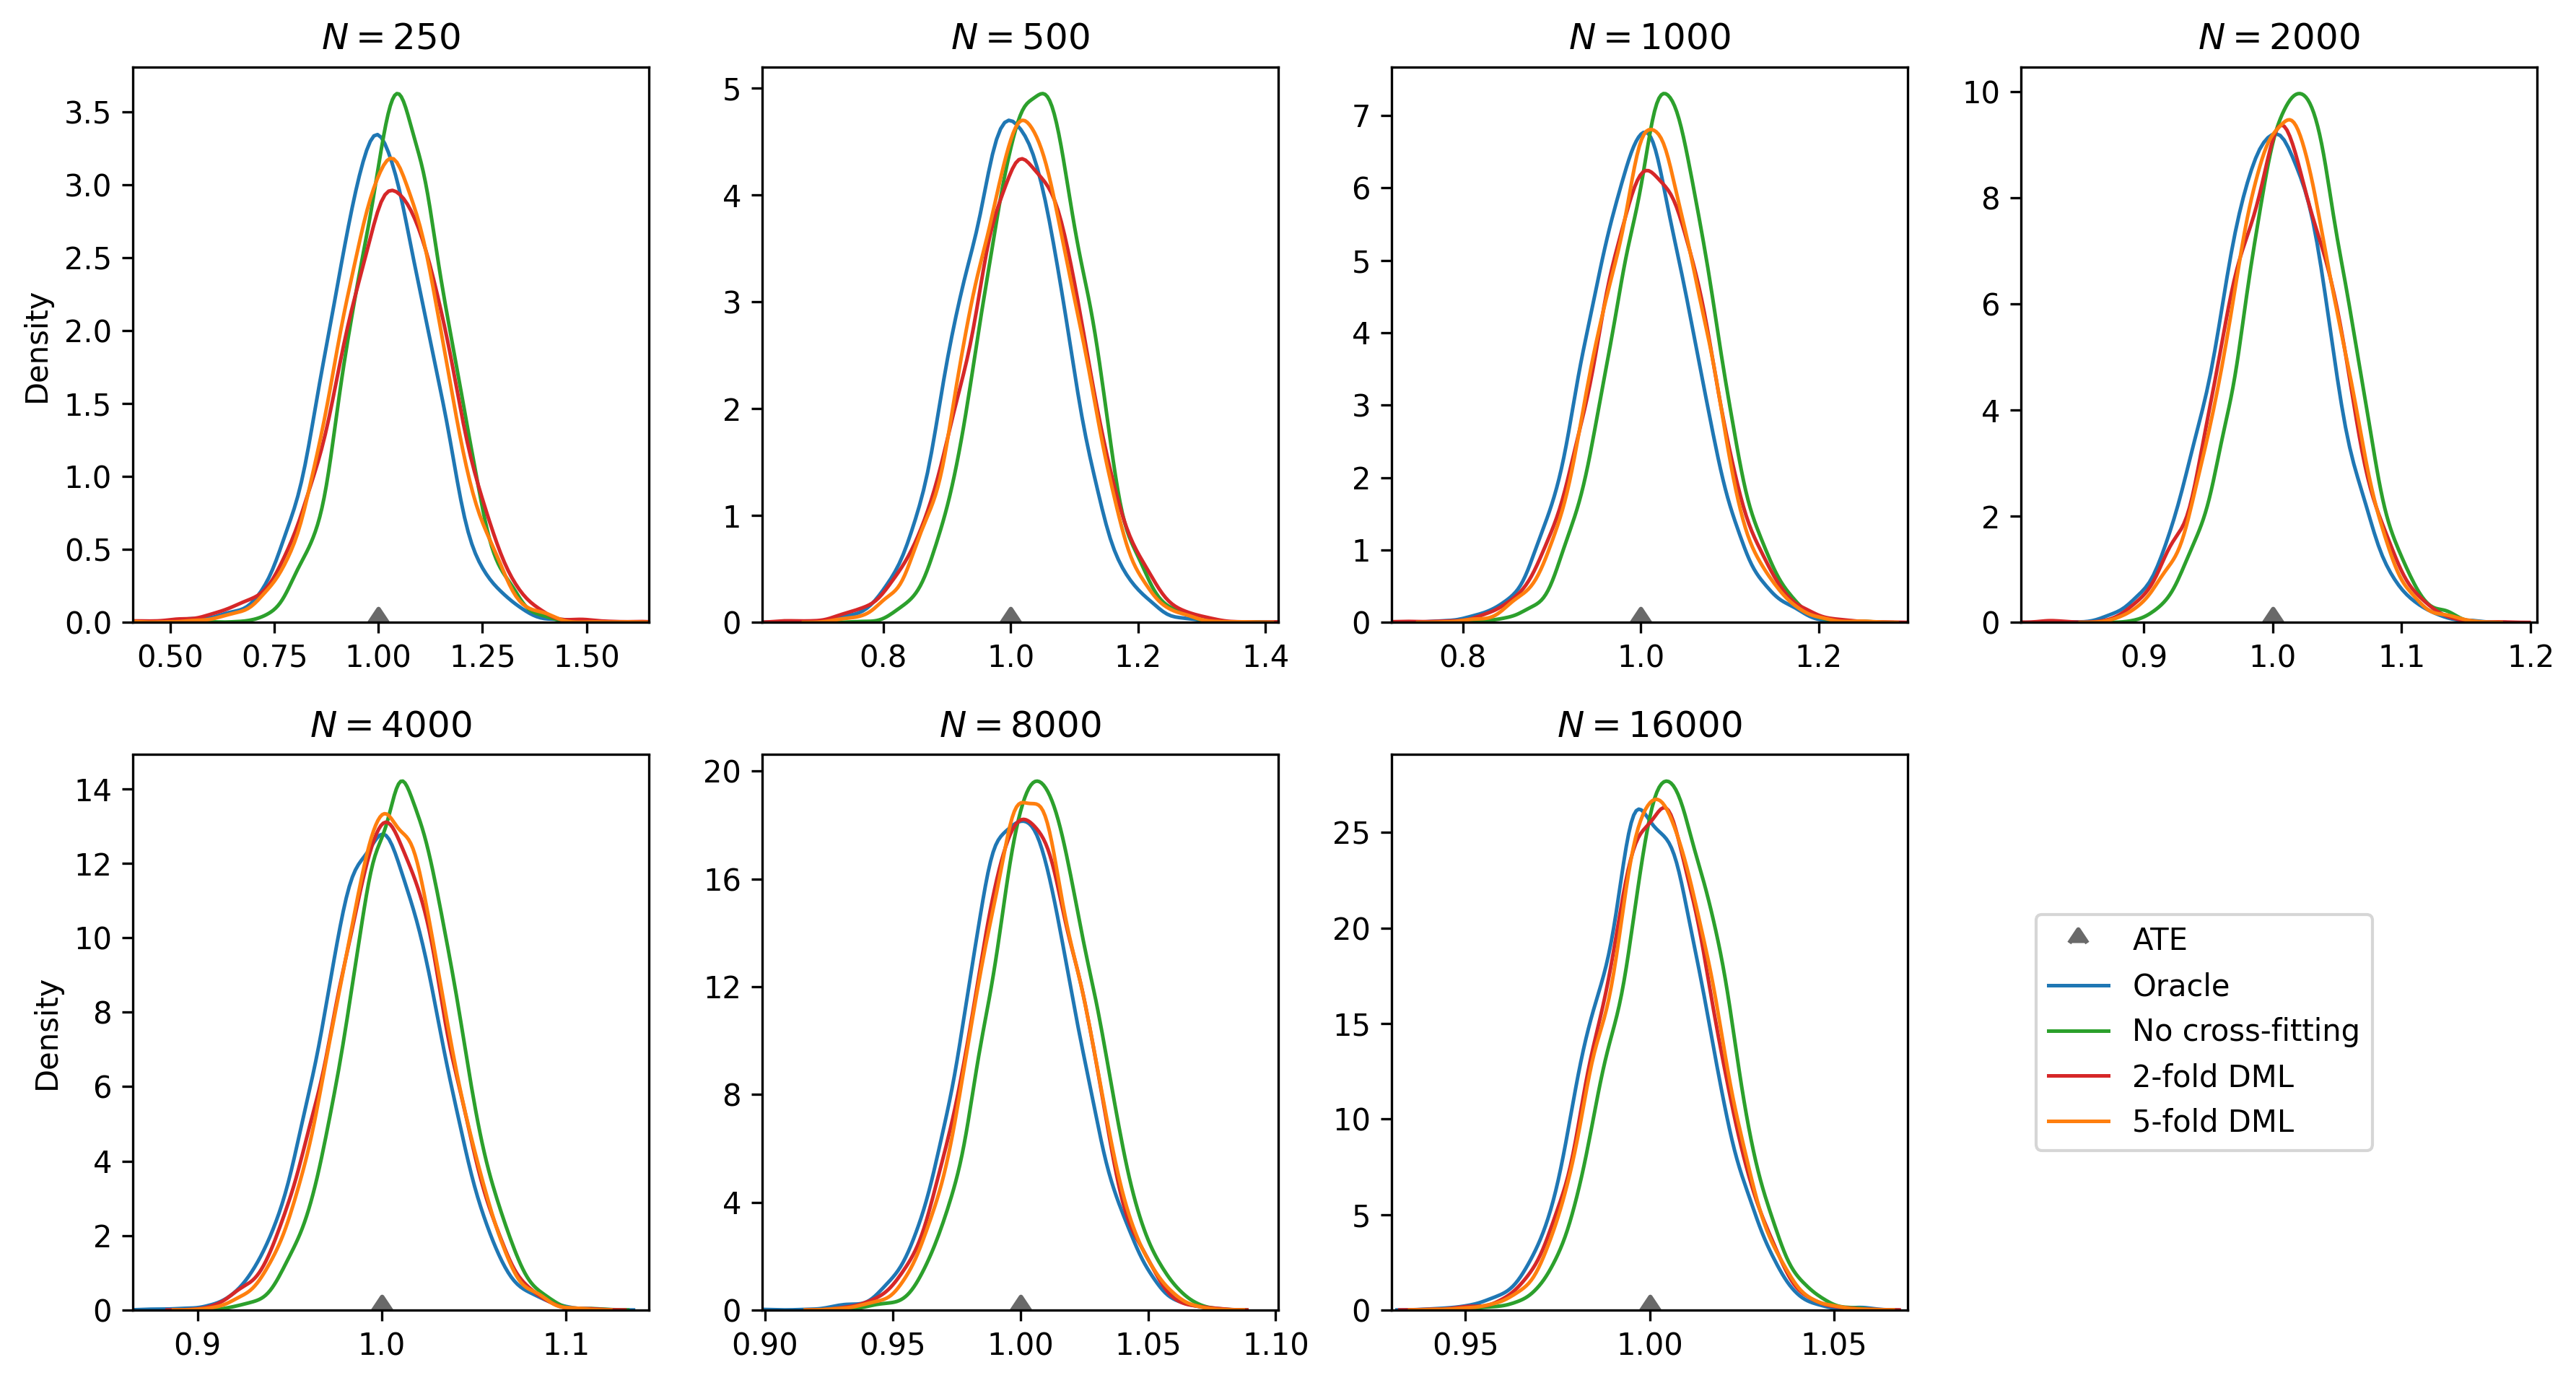 N = 250
N = 500
N = 1000
N = 2000
Density
3.5
3.0
2.5
2.0
1.5
1.0
0.5
0.0
0.50 0.75 1.00 1.25 1.50
5
4
3
2
1
0
0.8 1.0 1.2 1.4
7
6
5
4
3
2
1
0
0.8 1.0 1.2
10
8
6
4
2
0
0.9 1.0 1.1 1.2
N = 4000
N = 8000
N = 16000
Density
14
12
10
8
6
4
2
0
0.9 1.0 1.1
20
16
12
8
4
0
0.90 0.95 1.00 1.05 1.10
25
20
15
10
5
0
0.95 1.00 1.05
ATE
Oracle
No cross-fitting
2-fold DML
5-fold DML